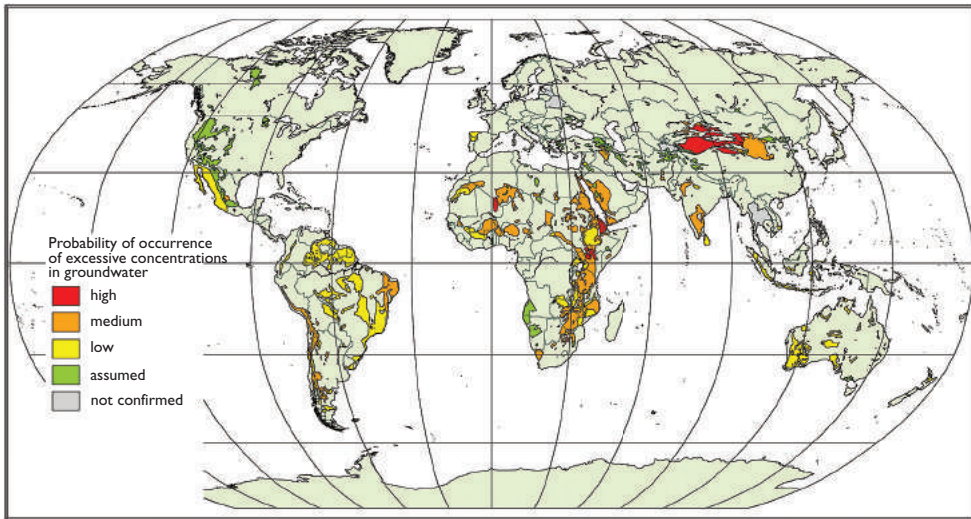 Probability of occurrence
of excessive concentrations
in groundwater
high
medium
low
assumed
not confirmed